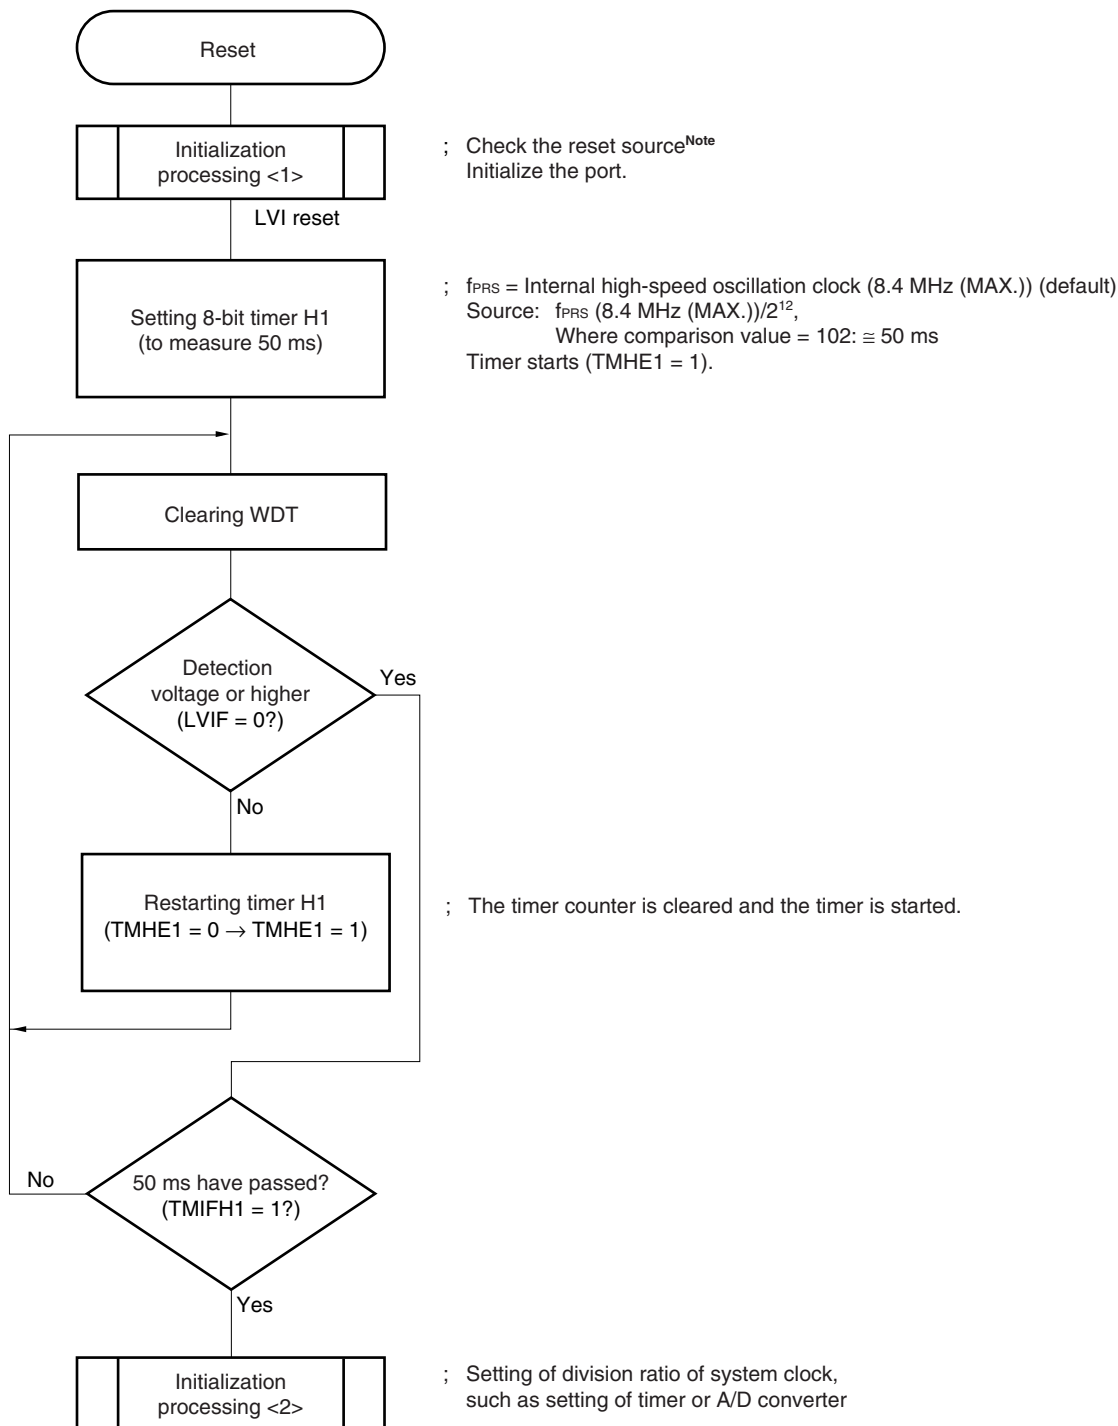 Reset
Initialization
processing <1>
; Check the reset sourceNote
Initialize the port.
LVI reset
Setting 8-bit timer H1
(to measure 50 ms)
; fPRS = Internal high-speed oscillation clock (8.4 MHz (MAX.)) (default)
Source: fPRS (8.4 MHz (MAX.))/2¹²,
Where comparison value = 102: ≅ 50 ms
Timer starts (TMHE1 = 1).
Clearing WDT
Detection
voltage or higher
(LVIF = 0?)
Yes
No
Restarting timer H1
(TMHE1 = 0 → TMHE1 = 1)
; The timer counter is cleared and the timer is started.
No
50 ms have passed?
(TMIFH1 = 1?)
Yes
Initialization
processing <2>
; Setting of division ratio of system clock,
such as setting of timer or A/D converter